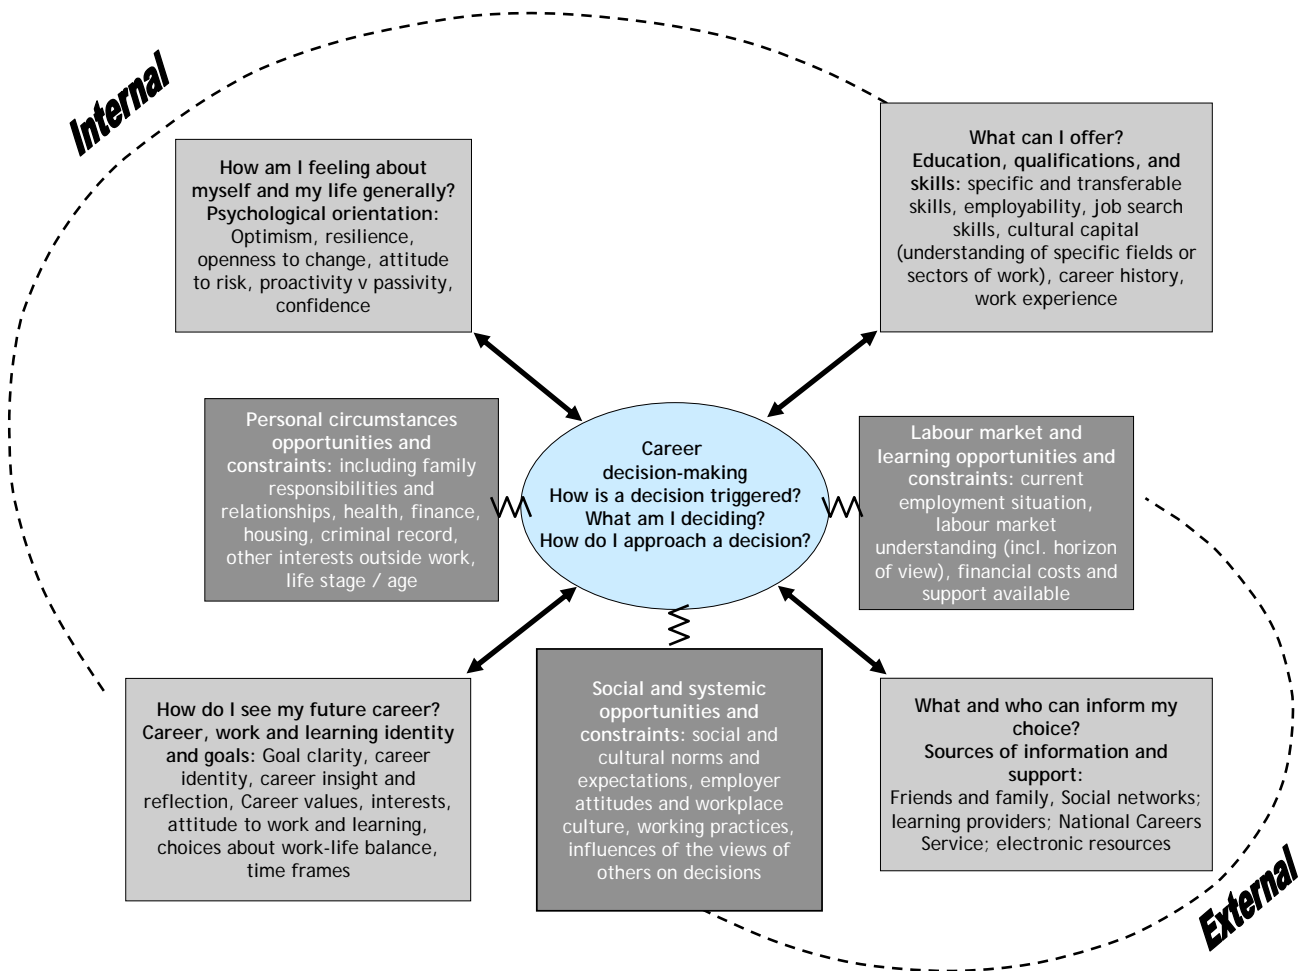 Internal
How am I feeling about
myself and my life generally?
Psychological orientation:
Optimism, resilience,
openness to change, attitude
to risk, proactivity v passivity,
confidence
What can I offer?
Education, qualifications, and
skills: specific and transferable
skills, employability, job search
skills, cultural capital
(understanding of specific fields or
sectors of work), career history,
work experience
Personal circumstances
opportunities and
constraints: including family
responsibilities and
relationships, health, finance,
housing, criminal record,
other interests outside work,
life stage / age
Career
decision-making
How is a decision triggered?
What am I deciding?
How do I approach a decision?
Labour market and
learning opportunities and
constraints: current
employment situation,
labour market
understanding (incl. horizon
of view), financial costs and
support available
How do I see my future career?
Career, work and learning identity
and goals: Goal clarity, career
identity, career insight and
reflection, Career values, interests,
attitude to work and learning,
choices about work-life balance,
time frames
Social and systemic
opportunities and
constraints: social and
cultural norms and
expectations, employer
attitudes and workplace
culture, working practices,
influences of the views of
others on decisions
What and who can inform my
choice?
Sources of information and
support:
Friends and family, Social networks;
learning providers; National Careers
Service; electronic resources
External